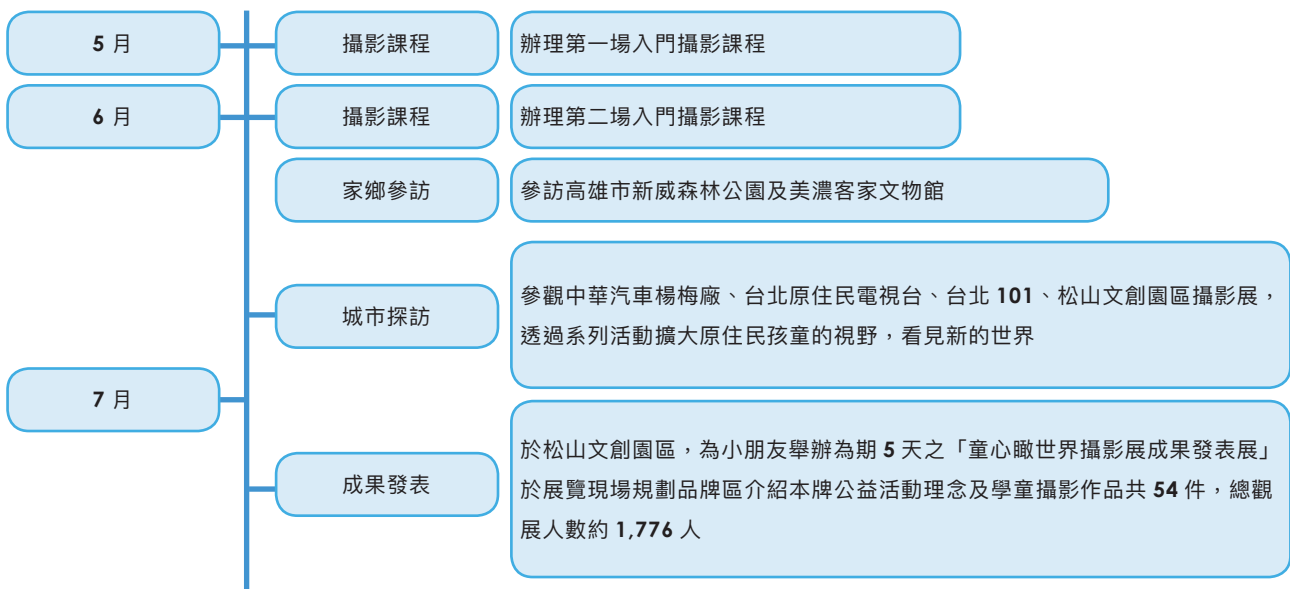 5 月
攝影課程
辦理第一場入門攝影課程
6 月
攝影課程
辦理第二場入門攝影課程
家鄉參訪
參訪高雄市新威森林公園及美濃客家文物館
城市探訪
參觀中華汽車楊梅廠、台北原住民電視台、台北 101、松山文創園區攝影展，
透過系列活動擴大原住民孩童的視野，看見新的世界
7 月
成果發表
於松山文創園區，為小朋友舉辦為期 5 天之「童心瞰世界攝影展成果發表展」
於展覽現場規劃品牌區介紹本牌公益活動理念及學童攝影作品共 54 件，總觀
展人數約 1,776 人